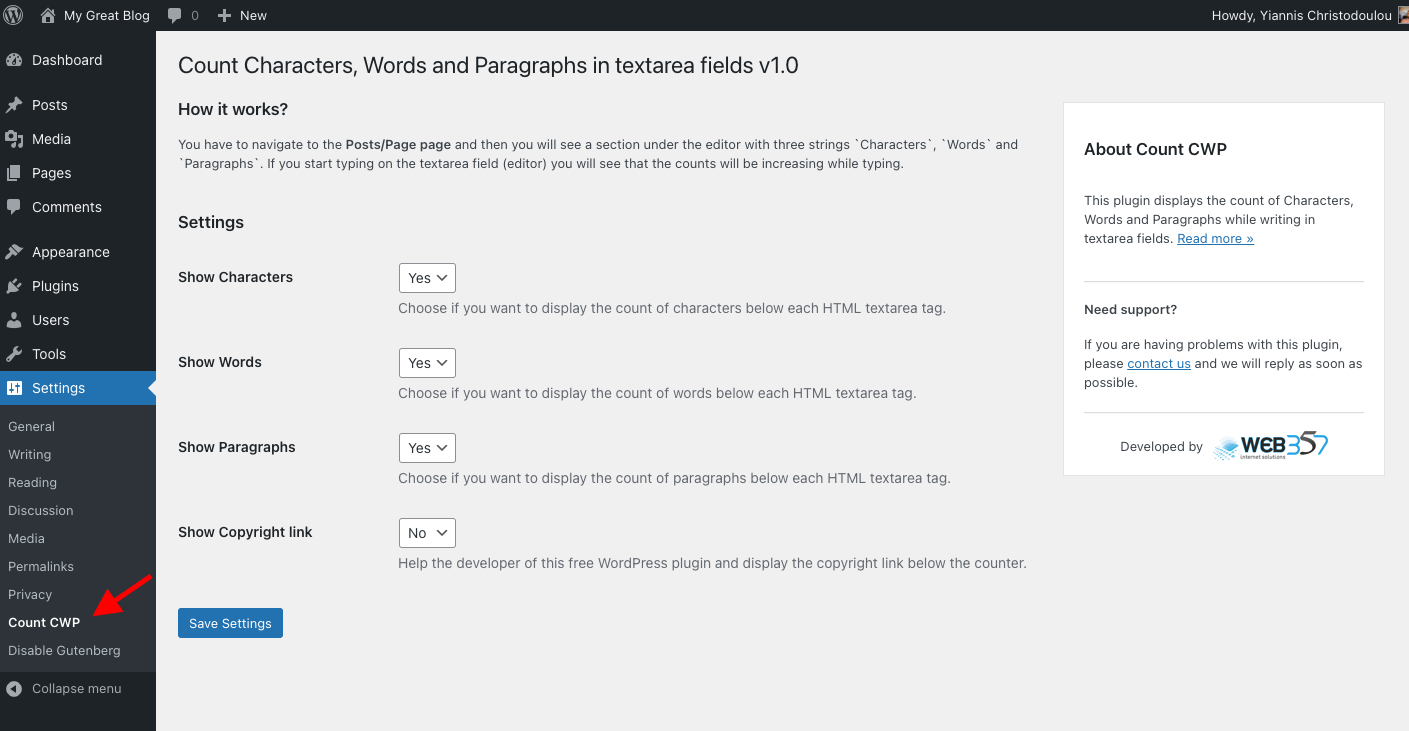 My Great Blog
0
New
Howdy, Yiannis Christodoulou
Dashboard
Posts
Media
Pages
Comments
Appearance
Plugins
Users
Tools
Settings
General
Writing
Reading
Discussion
Media
Permalinks
Privacy
Count CWP
Disable Gutenberg
Collapse menu
Count Characters, Words and Paragraphs in textarea fields v1.0
How it works?
You have to navigate to the Posts/Page page and then you will see a section under the editor with three strings `Characters`, `Words` and
`Paragraphs`. If you start typing on the textarea field (editor) you will see that the counts will be increasing while typing.
Settings
Show Characters
Yes
Choose if you want to display the count of characters below each HTML textarea tag.
Show Words
Yes
Choose if you want to display the count of words below each HTML textarea tag.
Show Paragraphs
Yes
Choose if you want to display the count of paragraphs below each HTML textarea tag.
Show Copyright link
No
Help the developer of this free WordPress plugin and display the copyright link below the counter.
Save Settings
About Count CWP
This plugin displays the count of Characters,
Words and Paragraphs while writing in
textarea fields. Read more »
Need support?
If you are having problems with this plugin,
please contact us and we will reply as soon as
possible.
Developed by
WEB357
internet solutions